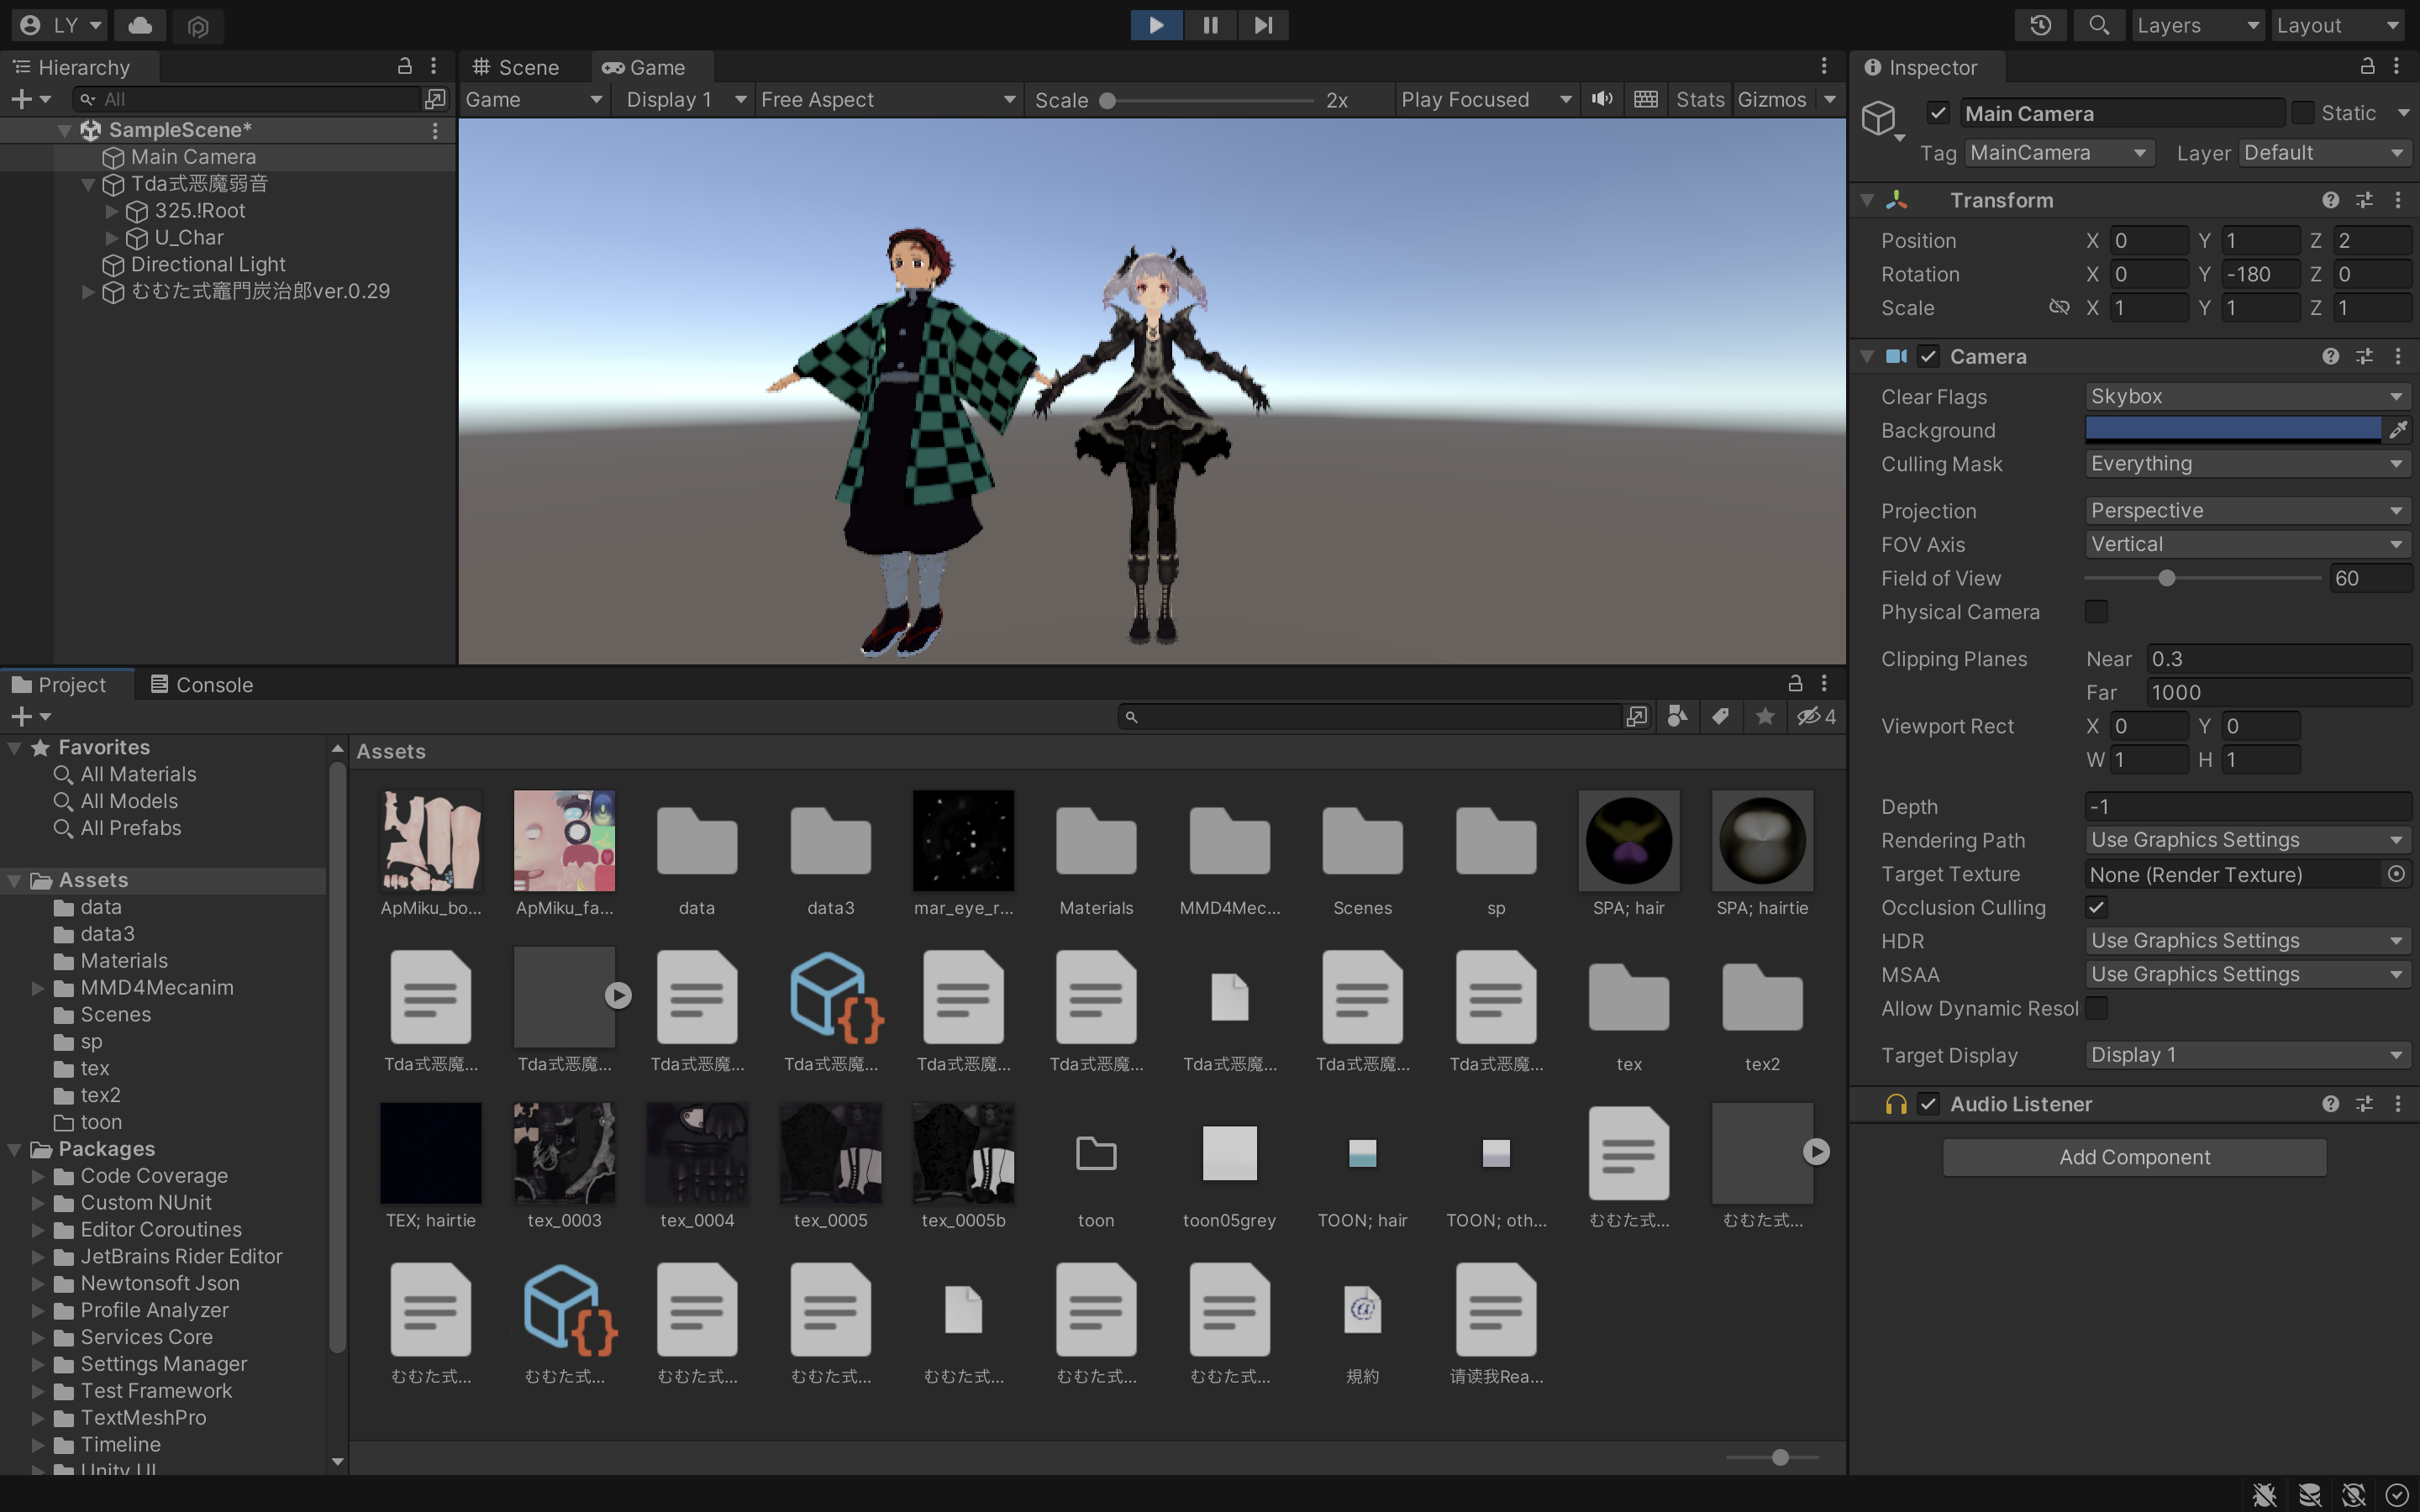 LY
Layers
Layout
Hierarchy
All
SampleScene*
Main Camera
Tda式恶魔弱音
325.!Root
U_Char
Directional Light
むむた式竈門炭治郎ver.0.29
Scene
Game
Game
Display 1
Free Aspect
Scale
2x
Play Focused
Stats
Gizmos
Inspector
Main Camera
Static
Tag
MainCamera
Layer
Default
Transform
Position X 0 Y 1 Z 2
Rotation X 0 Y -180 Z 0
Scale X 1 Y 1 Z 1
Camera
Clear Flags Skybox
Background
Culling Mask Everything
Projection Perspective
FOV Axis Vertical
Field of View 60
Physical Camera
Clipping Planes Near 0.3
Far 1000
Viewport Rect X 0 Y 0
W 1 H 1
Depth -1
Rendering Path Use Graphics Settings
Target Texture None (Render Texture)
Occlusion Culling
HDR Use Graphics Settings
MSAA Use Graphics Settings
Allow Dynamic Resol
Target Display Display 1
Audio Listener
Add Component
Project
Console
4
Favorites
All Materials
All Models
All Prefabs
Assets
data
data3
Materials
MMD4Mecanim
Scenes
sp
tex
tex2
toon
Packages
Code Coverage
Custom NUnit
Editor Coroutines
JetBrains Rider Editor
Newtonsoft Json
Profile Analyzer
Services Core
Settings Manager
Test Framework
TextMeshPro
Timeline
Unity UI
Assets
ApMiku_bo... ApMiku_fa... data data3 mar_eye_r... Materials MMD4Mec... Scenes sp SPA; hair SPA; hairtie
Tda式恶魔... Tda式恶魔... Tda式恶魔... Tda式恶魔... Tda式恶魔... Tda式恶魔... Tda式恶魔... Tda式恶魔... Tda式恶魔... tex tex2
TEX; hairtie tex_0003 tex_0004 tex_0005 tex_0005b toon toon05grey TOON; hair TOON; oth... むむた式... むむた式...
むむた式... むむた式... むむた式... むむた式... むむた式... むむた式... むむた式... 規約 请读我Rea...